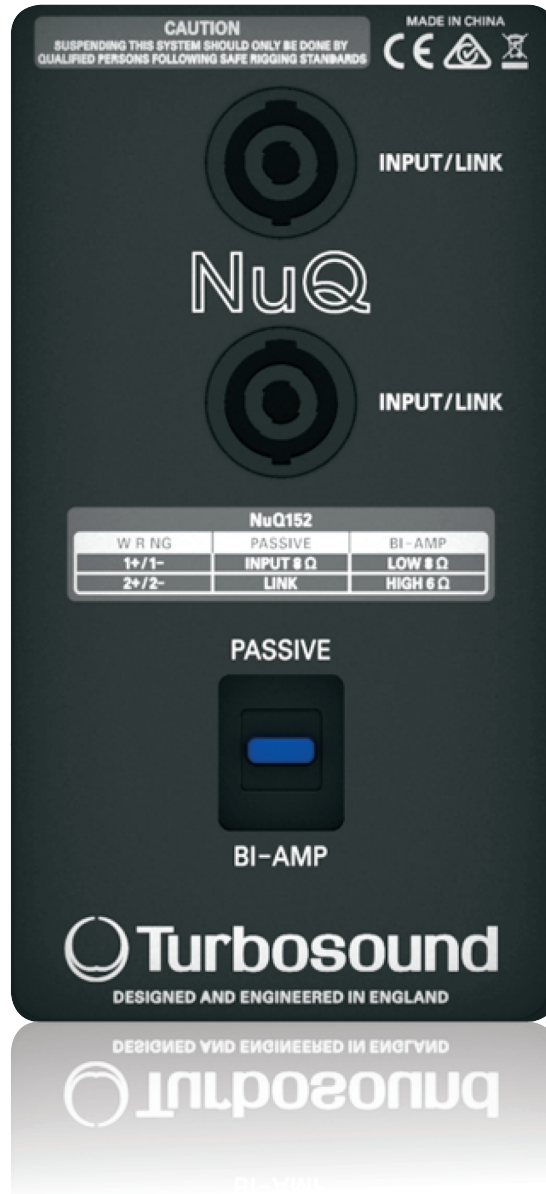 CAUTION
SUSPENDING THIS SYSTEM SHOULD ONLY BE DONE BY
QUALIFIED PERSONS FOLLOWING SAFE RIGGING STANDARDS
MADE IN CHINA
CE
INPUT/LINK
NuQ
INPUT/LINK
NuQ152
W R NG PASSIVE BI-AMP
1+/1- INPUT 8 Ω LOW 8 Ω
2+/2- LINK HIGH 6 Ω
PASSIVE
BI-AMP
Turbosound
DESIGNED AND ENGINEERED IN ENGLAND